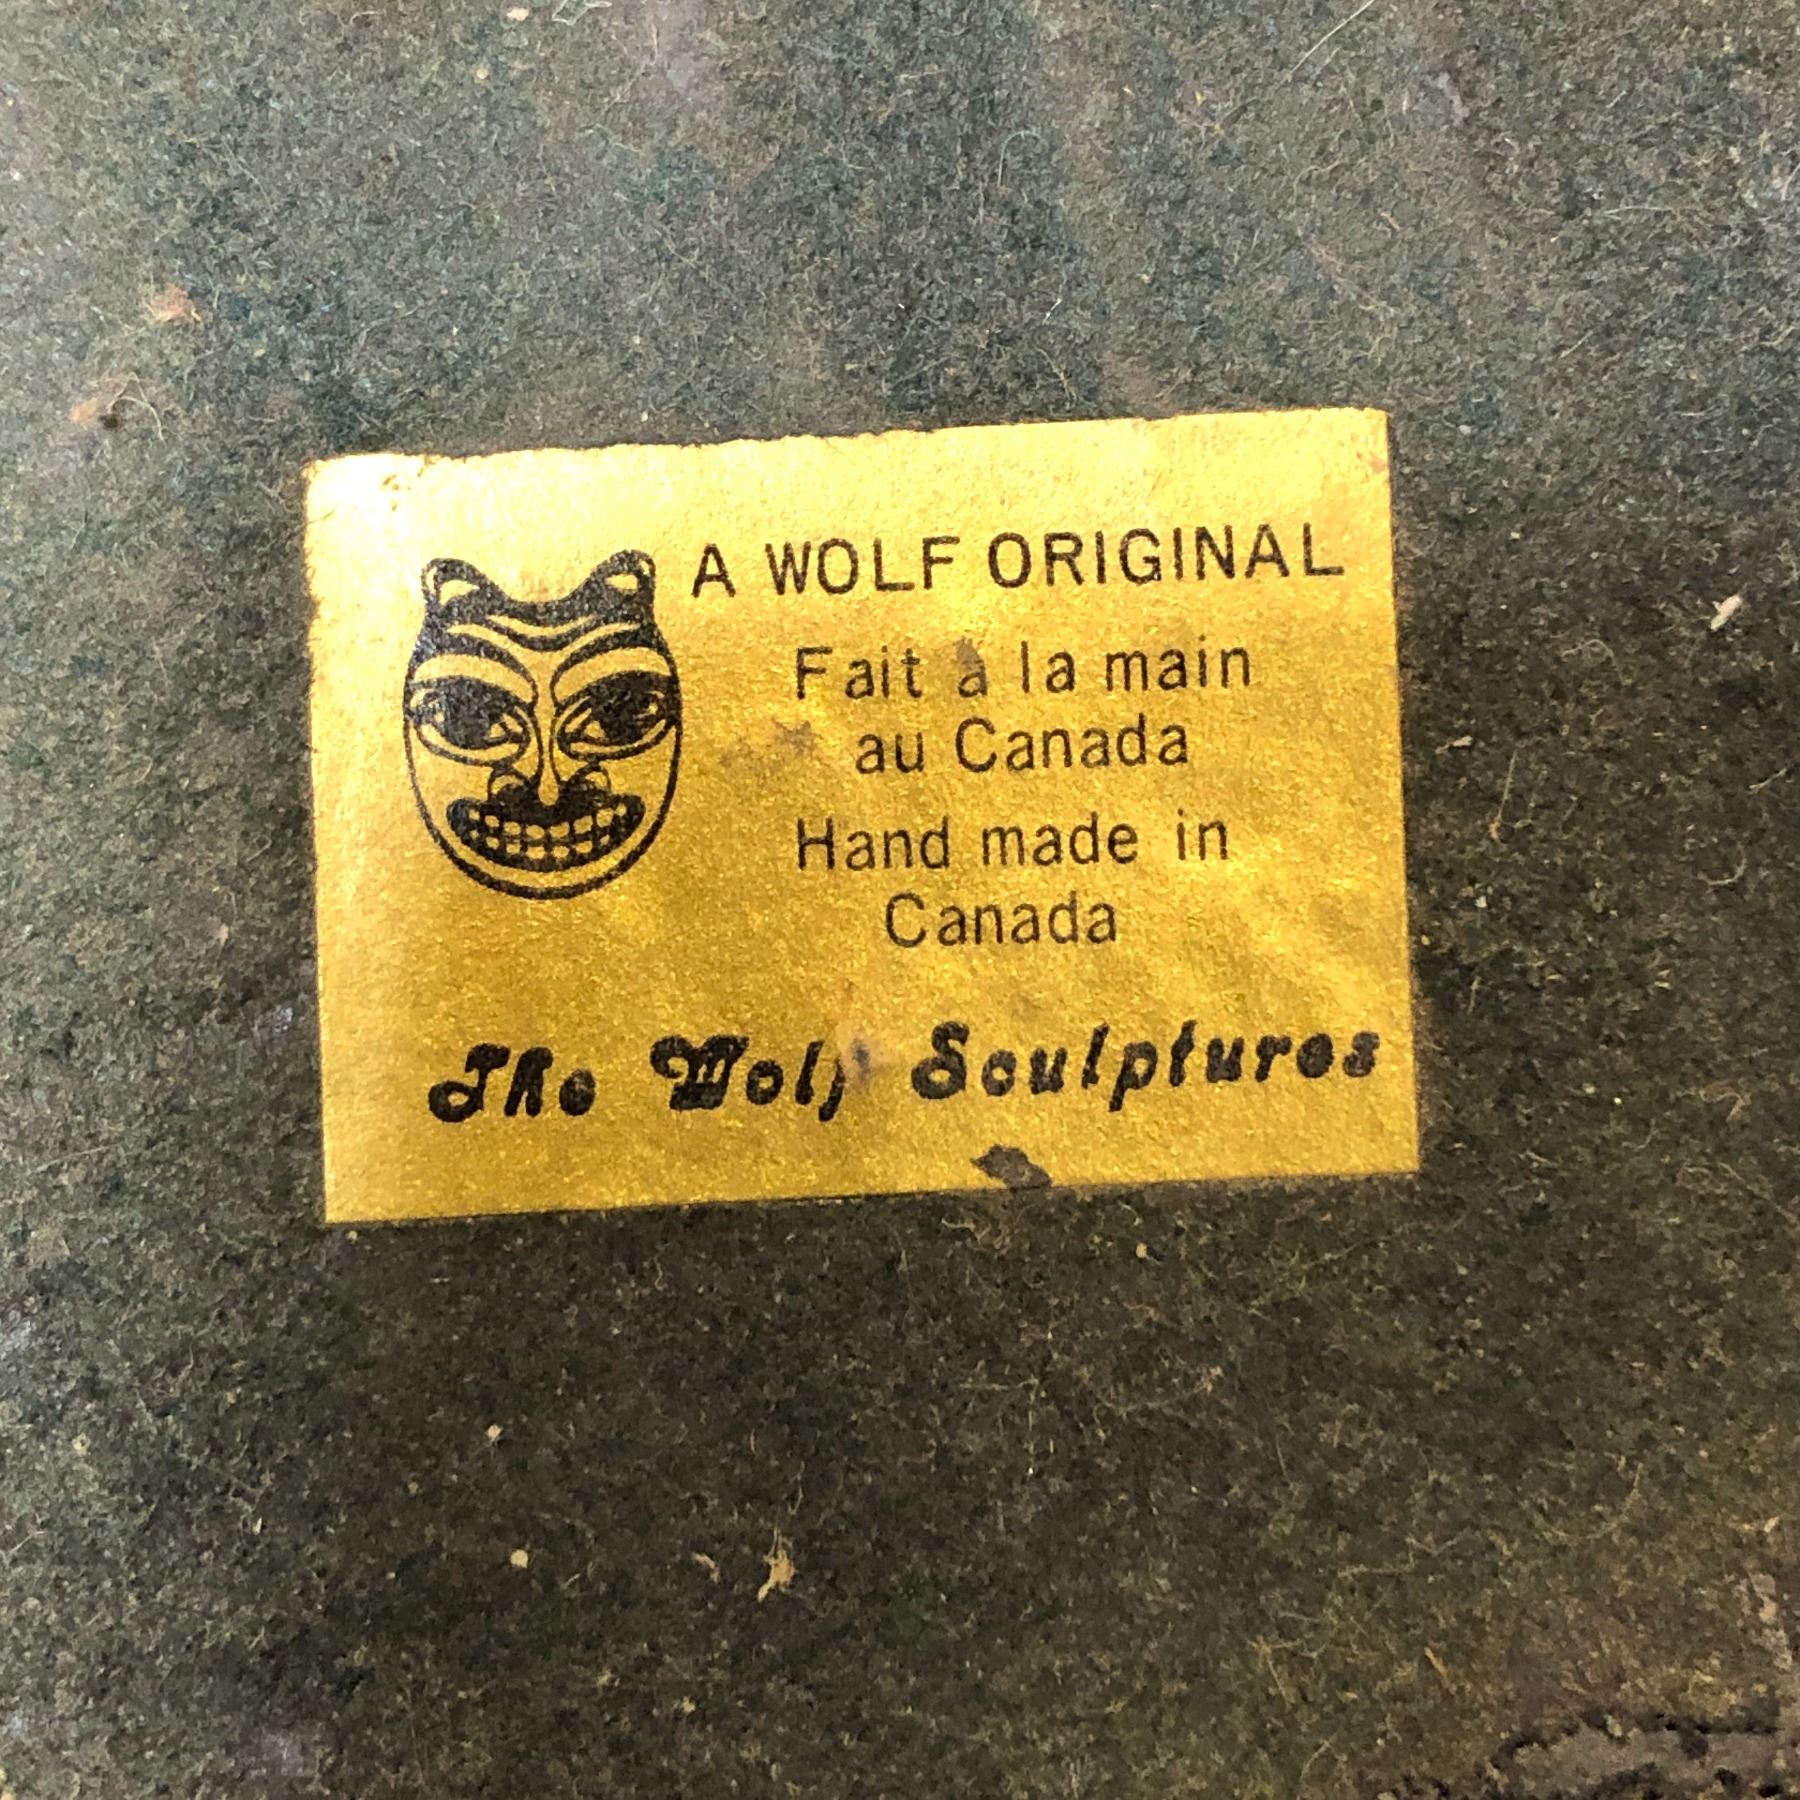 A WOLF ORIGINAL
Fait à la main
au Canada
Hand made in
Canada
The Wolf Sculptures